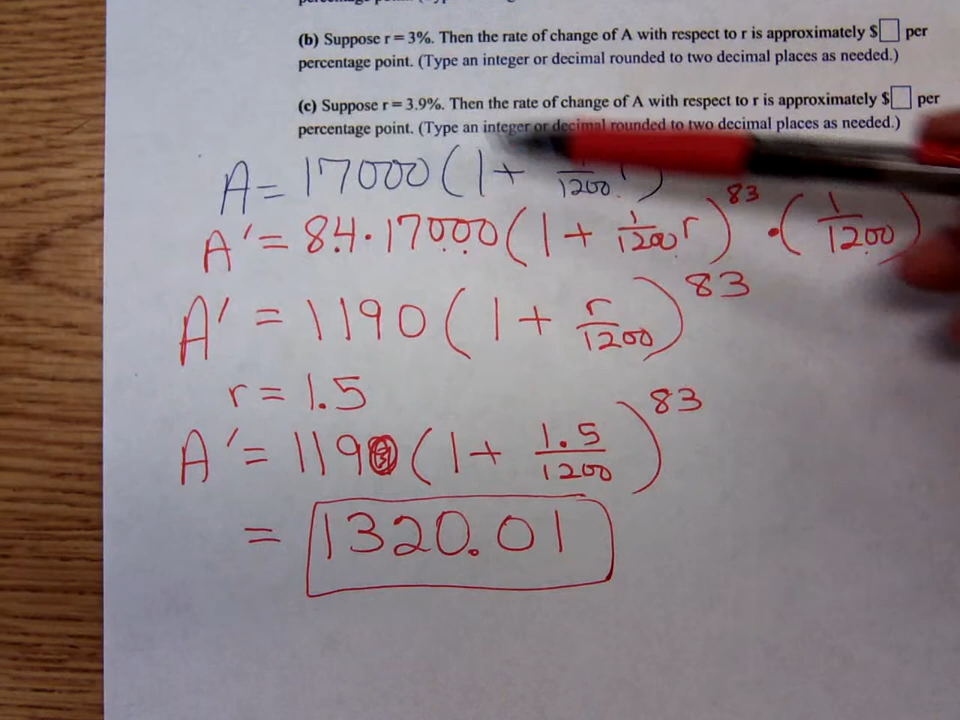 (b) Suppose r = 3%. Then the rate of change of A with respect to r is approximately $ per
percentage point. (Type an integer or decimal rounded to two decimal places as needed.)
(c) Suppose r = 3.9%. Then the rate of change of A with respect to r is approximately $ per
percentage point. (Type an integer or decimal rounded to two decimal places as needed.)
A = 17000 ( 1 + /1200 r )
A' = 84·17000 ( 1 + 1/1200 r )^83 · ( 1/1200 )
A' = 1190 ( 1 + r/1200 )^83
r = 1.5
A' = 1190 ( 1 + 1.5/1200 )^83
= 1320.01